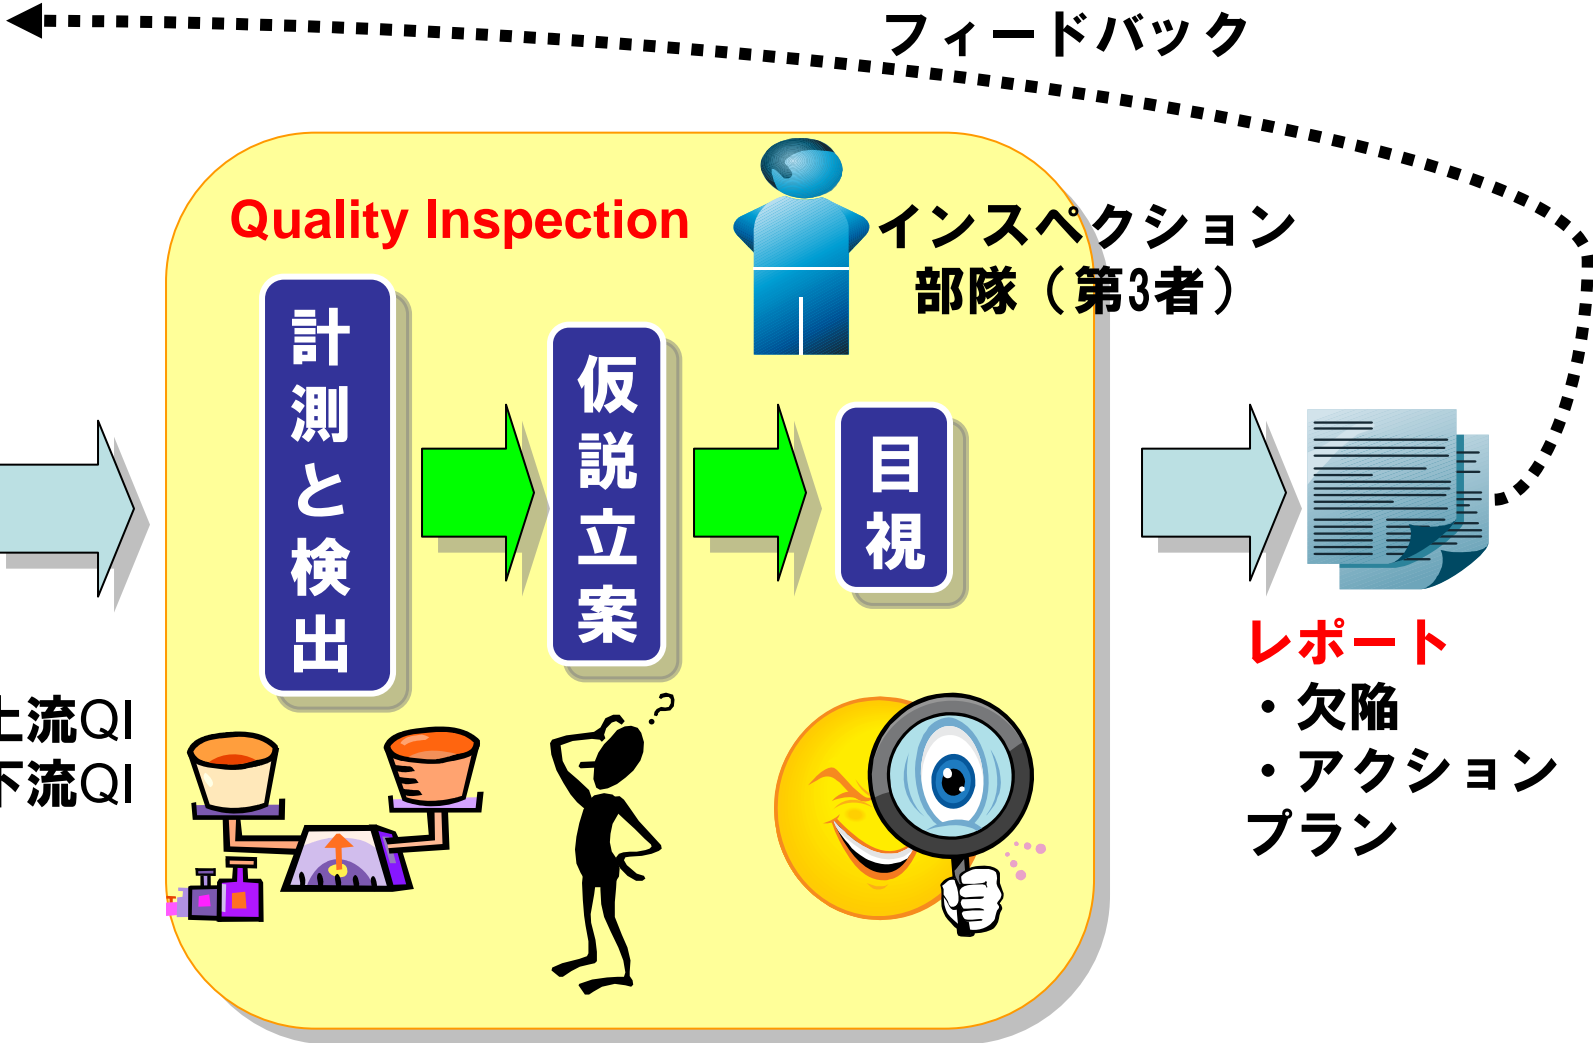 フィードバック
Quality Inspection
インスペクション
部隊（第3者）
計測と検出
仮説立案
目視
上流QI
下流QI
レポート
・欠陥
・アクション
プラン